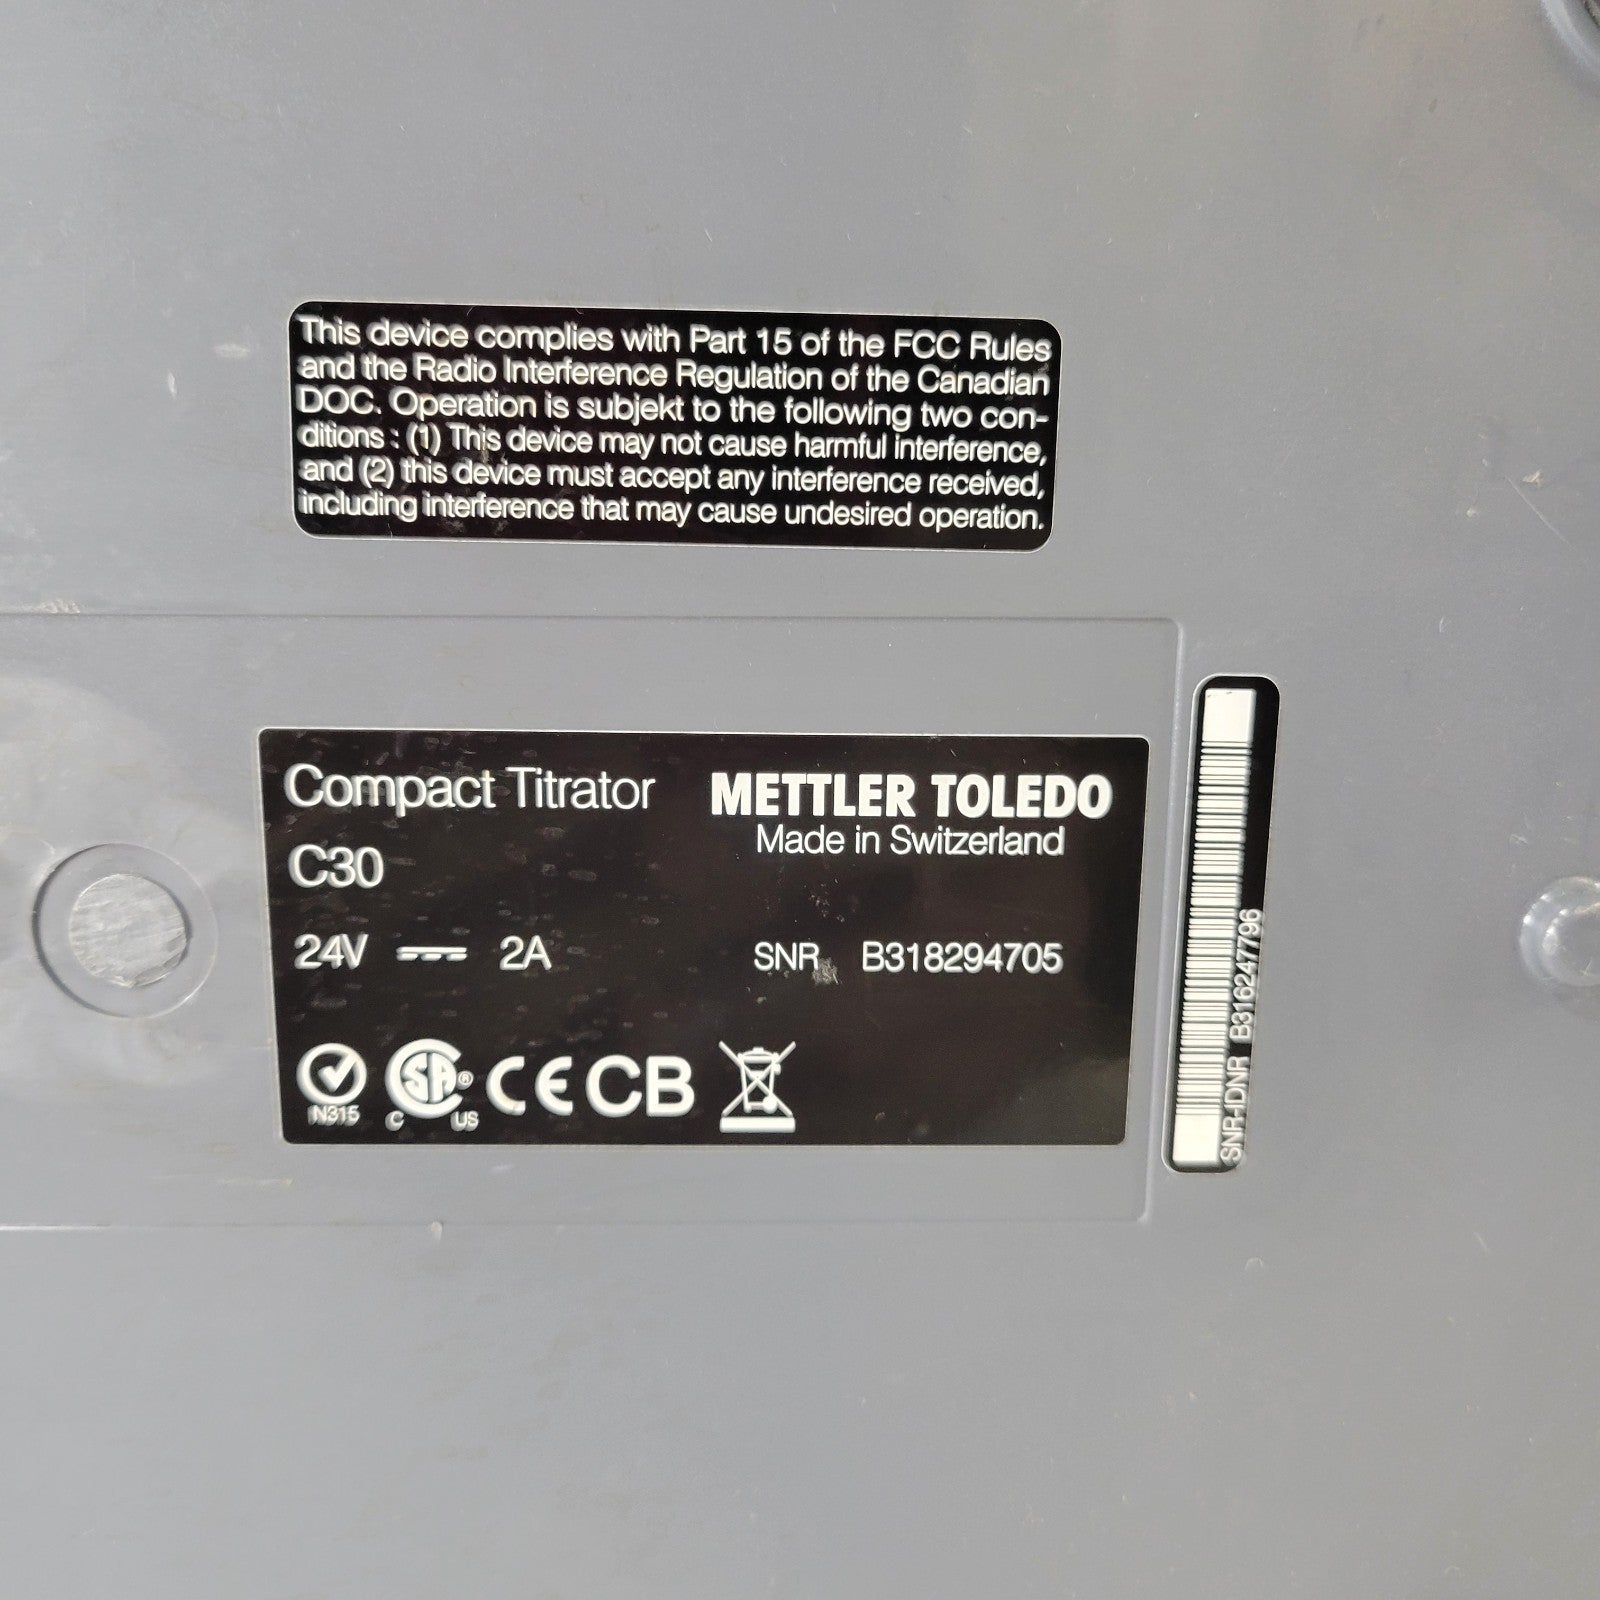 This device complies with Part 15 of the FCC Rules
and the Radio Interference Regulation of the Canadian
DOC. Operation is subjekt to the following two con-
ditions : (1) This device may not cause harmful interference,
and (2) this device must accept any interference received,
including interference that may cause undesired operation.
Compact Titrator
METTLER TOLEDO
Made in Switzerland
C30
24V 2A
SNR B318294705
N315
C SA ® US
CE CB
SNR-IDNR B316247796